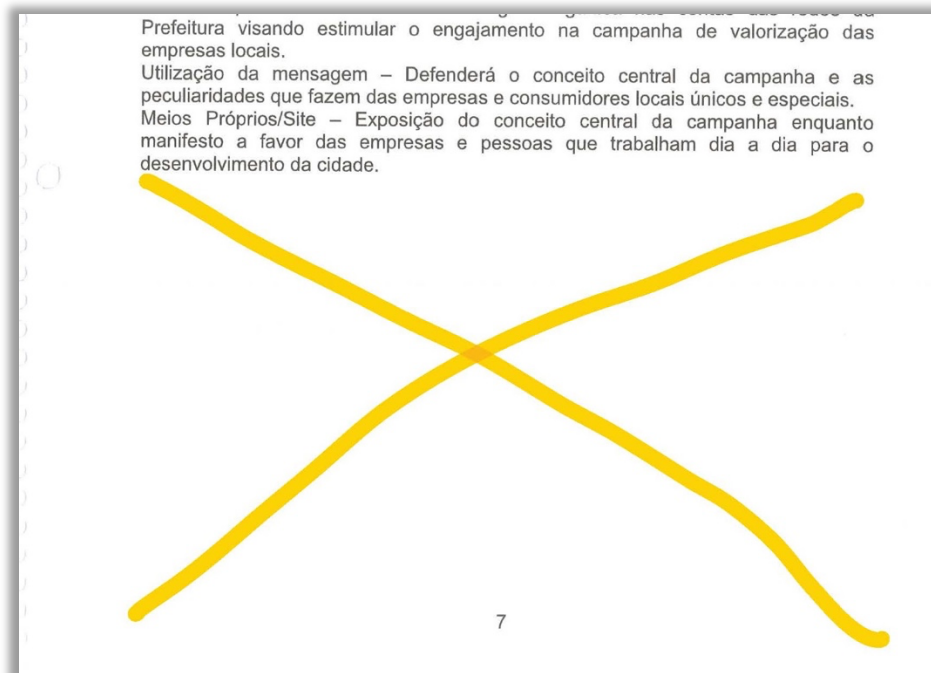 Prefeitura visando estimular o engajamento na campanha de valorização das
empresas locais.
Utilização da mensagem – Defenderá o conceito central da campanha e as
peculiaridades que fazem das empresas e consumidores locais únicos e especiais.
Meios Próprios/Site – Exposição do conceito central da campanha enquanto
manifesto a favor das empresas e pessoas que trabalham dia a dia para o
desenvolvimento da cidade.
7